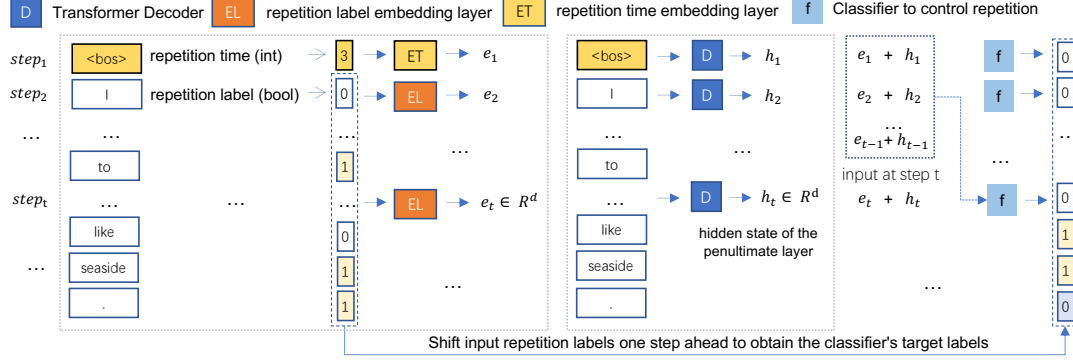 D Transformer Decoder EL repetition label embedding layer ET repetition time embedding layer f Classifier to control repetition
step₁ <bos> repetition time (int) 3 ET e₁ <bos> D h₁ e₁ + h₁ f 0
step₂ I repetition label (bool) 0 EL e₂ I D h₂ e₂ + h₂ f 0
... ... ... ... ... ... ...
eₜ₋₁+ hₜ₋₁
to 1 to ...
input at step t
stepₜ ... ... ... EL eₜ ∈ Rᵈ ... D hₜ ∈ Rᵈ eₜ + hₜ f 0
like 0 like hidden state of the 1
penultimate layer
... seaside 1 seaside 1
... ... ...
. 1 . 0
Shift input repetition labels one step ahead to obtain the classifier's target labels